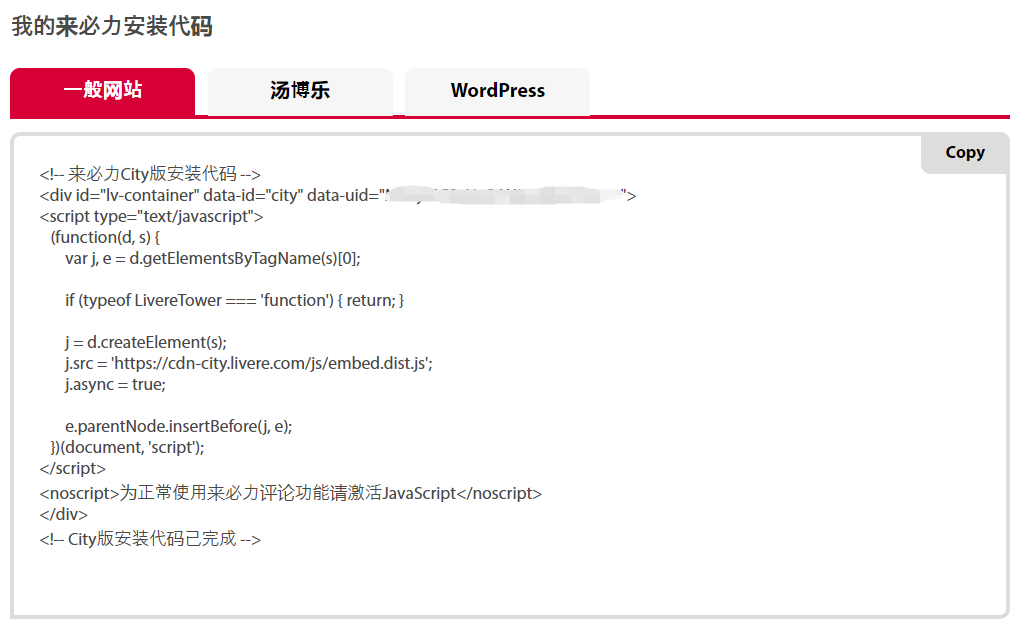 我的来必力安装代码
一般网站 汤博乐 WordPress
Copy
<!-- 来必力City版安装代码 -->
<div id="lv-container" data-id="city" data-uid="">
<script type="text/javascript">
(function(d, s) {
var j, e = d.getElementsByTagName(s)[0];
if (typeof LivereTower === 'function') { return; }
j = d.createElement(s);
j.src = 'https://cdn-city.livere.com/js/embed.dist.js';
j.async = true;
e.parentNode.insertBefore(j, e);
})(document, 'script');
</script>
<noscript>为正常使用来必力评论功能请激活JavaScript</noscript>
</div>
<!-- City版安装代码已完成 -->